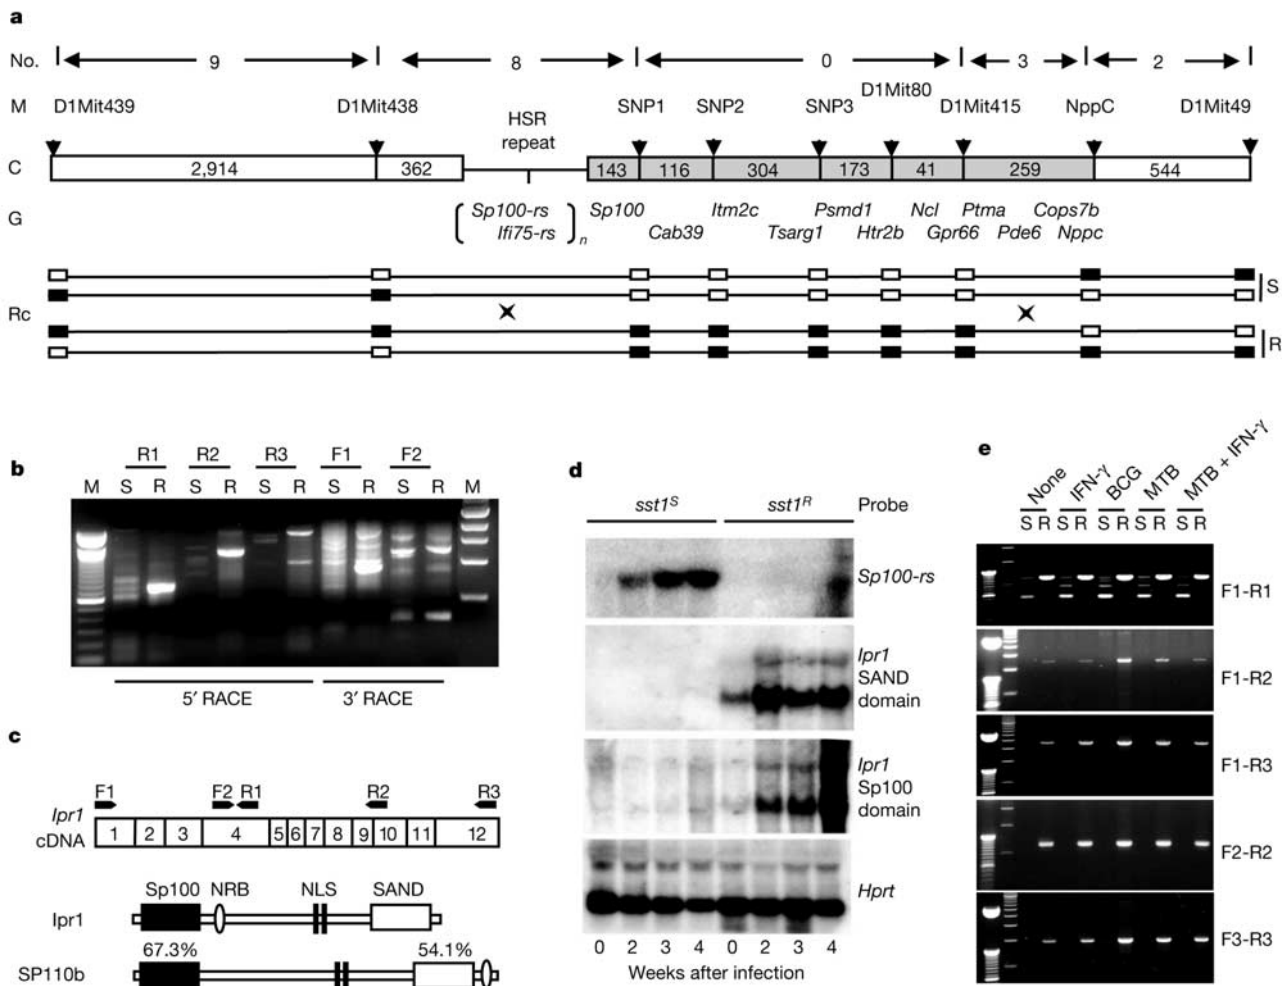 a
No. 9 8 0 3 2
M D1Mit439 D1Mit438 HSR repeat SNP1 SNP2 SNP3 D1Mit80 D1Mit415 NppC D1Mit49
C 2,914 362 143 116 304 173 41 259 544
G Sp100-rs Sp100 Itm2c Psmd1 Ncl Ptma Cops7b
Ifi75-rs n Cab39 Tsarg1 Htr2b Gpr66 Pde6 Nppc
S
Rc
R
b
R1 R2 R3 F1 F2
M S R S R S R S R S R M
5′ RACE 3′ RACE
c
F1 F2 R1 R2 R3
Ipr1
cDNA 1 2 3 4 5 6 7 8 9 10 11 12
Sp100 NRB NLS SAND
Ipr1
67.3% 54.1%
SP110b
d
sst1S sst1R Probe
Sp100-rs
Ipr1
SAND
domain
Ipr1
Sp100
domain
Hprt
0 2 3 4 0 2 3 4
Weeks after infection
e
None IFN-γ BCG MTB MTB + IFN-γ
S R S R S R S R S R
F1-R1
F1-R2
F1-R3
F2-R2
F3-R3